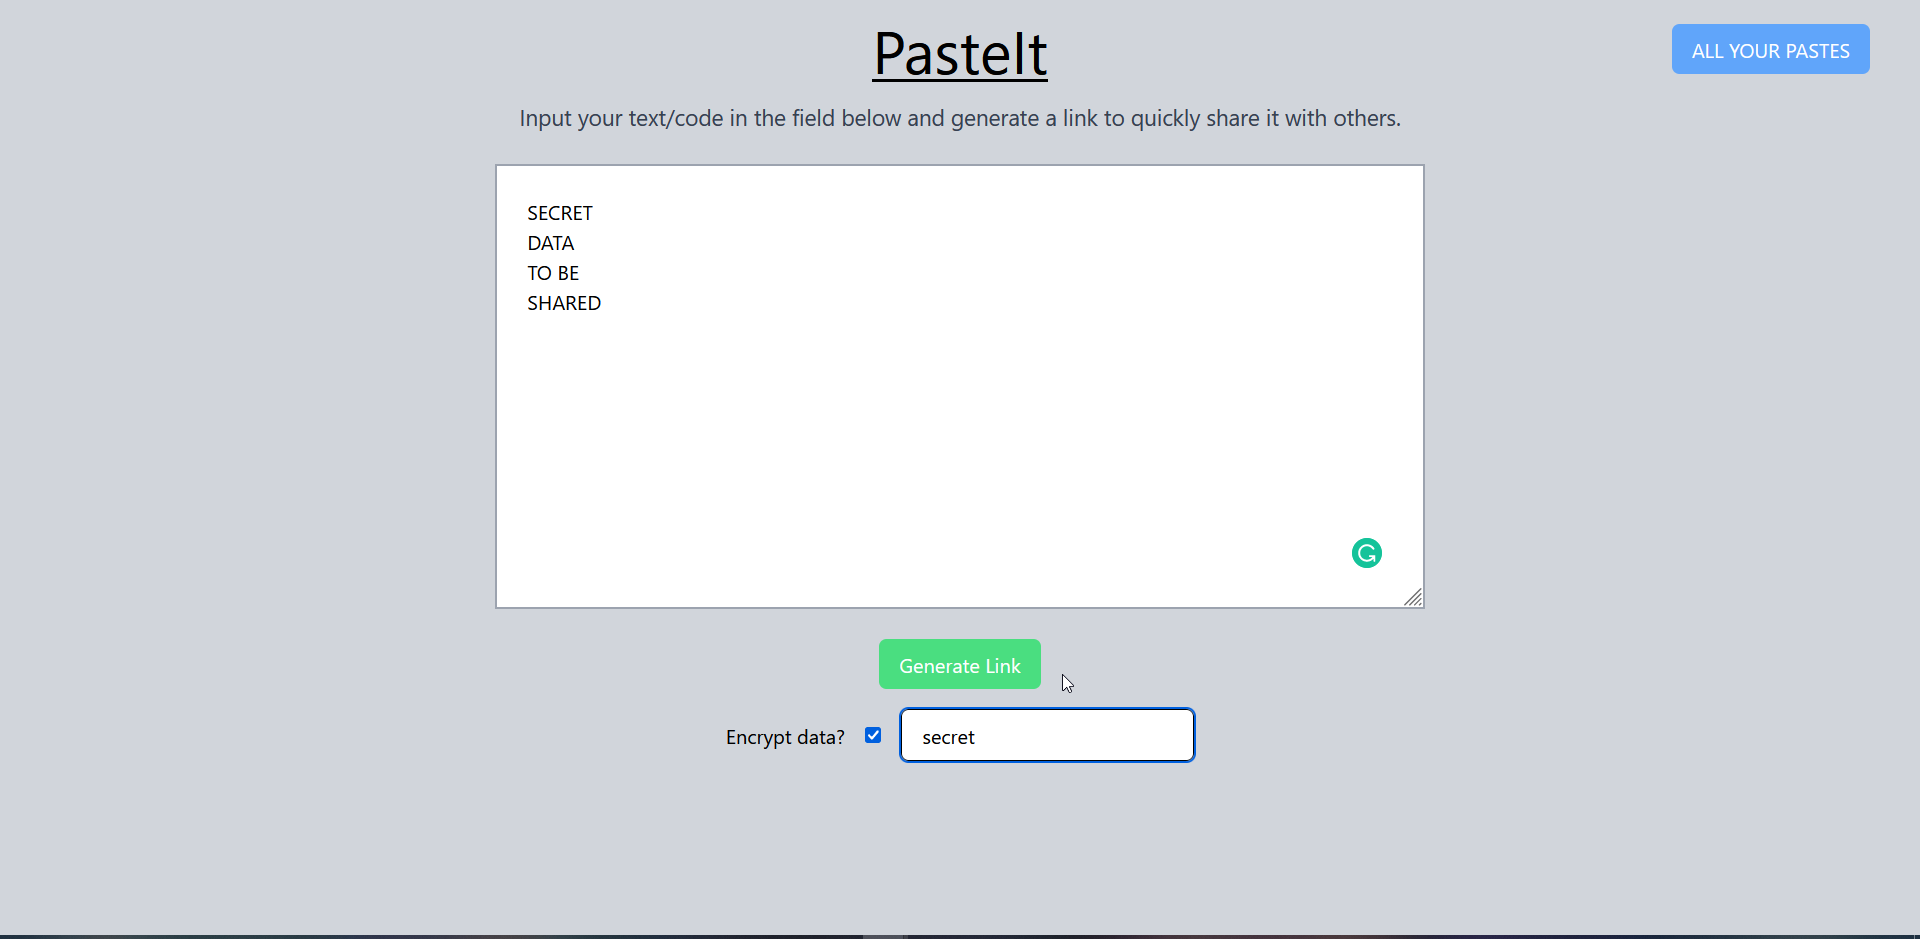 PasteIt
ALL YOUR PASTES
Input your text/code in the field below and generate a link to quickly share it with others.
SECRET
DATA
TO BE
SHARED
Generate Link
Encrypt data?
secret